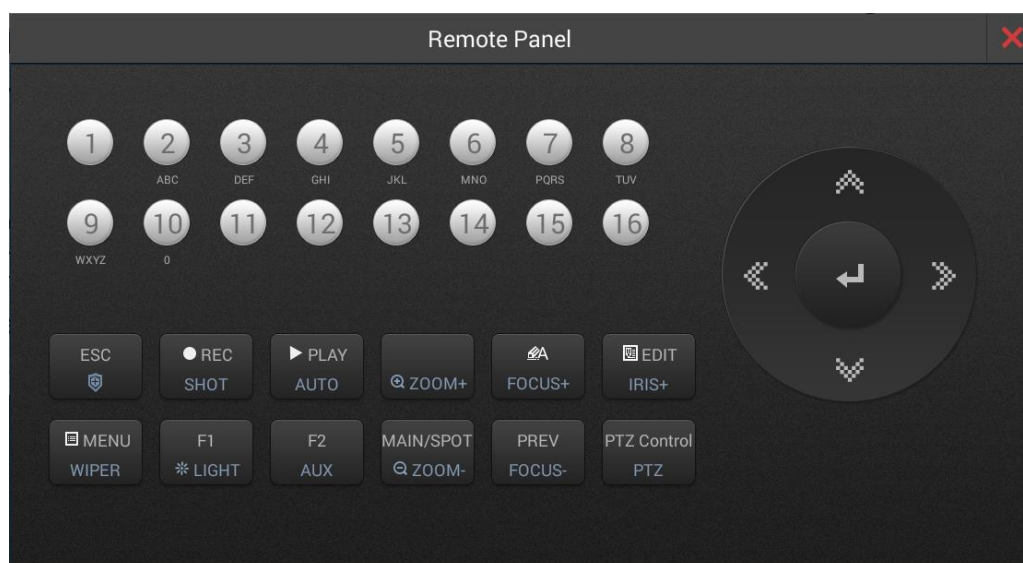 Remote Panel
1 2 3 4 5 6 7 8
ABC DEF GHI JKL MNO PQRS TUV
9 10 11 12 13 14 15 16
WXYZ 0
ESC REC PLAY A EDIT
SHOT AUTO ZOOM+ FOCUS+ IRIS+
MENU F1 F2 MAIN/SPOT PREV PTZ Control
WIPER LIGHT AUX ZOOM- FOCUS- PTZ